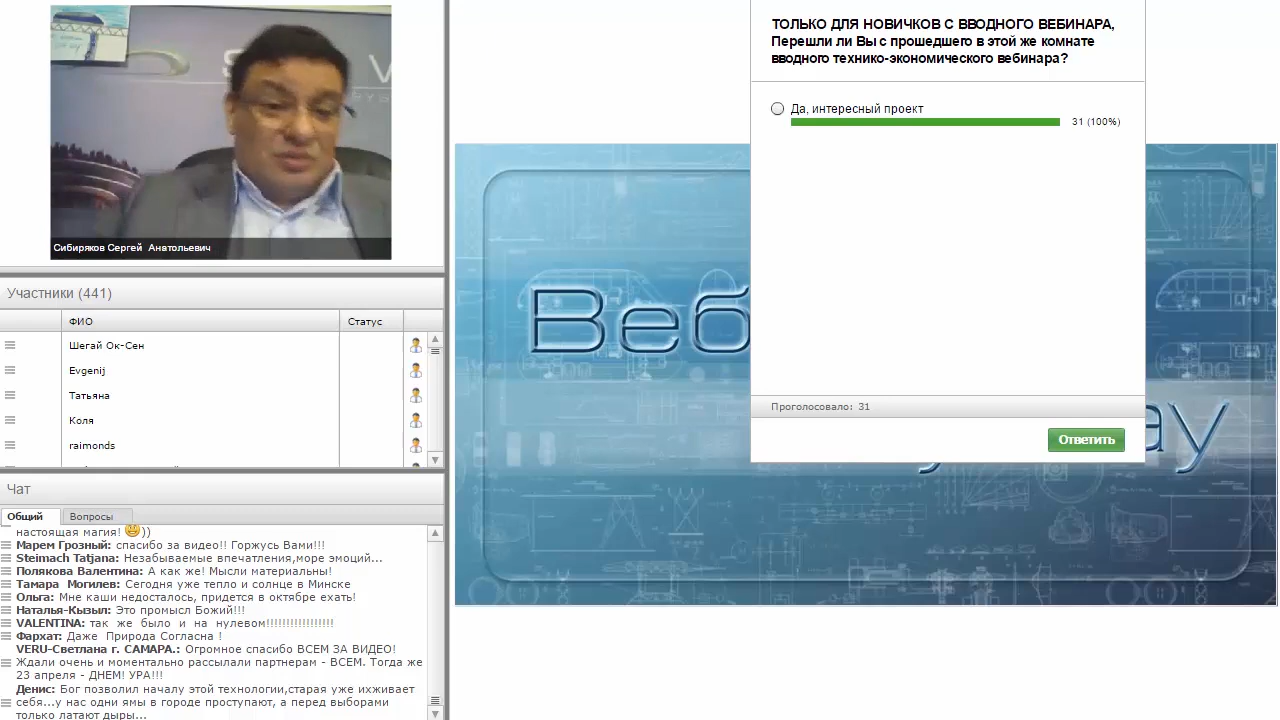 S V
Сибиряков Сергей Анатольевич
Участники (441)
ФИО Статус
Шегай Ок-Сен
Evgenij
Татьяна
Коля
raimonds
Чат
Общий Вопросы
настоящая магия! ))
Марем Грозный: спасибо за видео!! Горжусь Вами!!!
Steimach Tatjana: Незабываемые впечатления,море эмоций...
Полякова Валентина: А как же! Мысли материальны!
Тамара Могилев: Сегодня уже тепло и солнце в Минске
Ольга: Мне каши недосталось, придется в октябре ехать!
Наталья-Кызыл: Это промысл Божий!!!
VALENTINA: так же было и на нулевом!!!!!!!!!!!!!!!!!
Фархат: Даже Природа Согласна !
VERU-Светлана г. САМАРА.: Огромное спасибо ВСЕМ ЗА ВИДЕО!
Ждали очень и моментально рассылали партнерам - ВСЕМ. Тогда же
23 апреля - ДНЕМ! УРА!!!
Денис: Бог позволил началу этой технологии,старая уже ихживает
себя...у нас одни ямы в городе проступают, а перед выборами
только латают дыры...
ТОЛЬКО ДЛЯ НОВИЧКОВ С ВВОДНОГО ВЕБИНАРА,
Перешли ли Вы с прошедшего в этой же комнате
вводного технико-экономического вебинара?
Да, интересный проект
31 (100%)
Проголосовало: 31
Ответить
Веб
ay